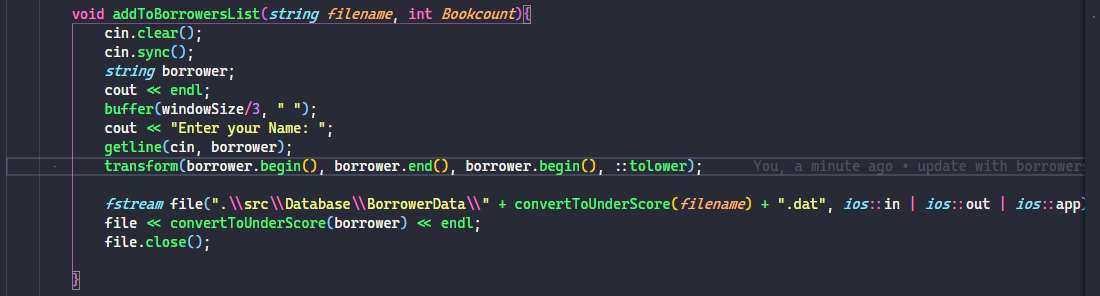 void addToBorrowersList(string filename, int Bookcount){
cin.clear();
cin.sync();
string borrower;
cout << endl;
buffer(windowSize/3, " ");
cout << "Enter your Name: ";
getline(cin, borrower);
transform(borrower.begin(), borrower.end(), borrower.begin(), ::tolower); You, a minute ago • update with borrower
fstream file(".\\src\\Database\\BorrowerData\\" + convertToUnderScore(filename) + ".dat", ios::in | ios::out | ios::app)
file << convertToUnderScore(borrower) << endl;
file.close();
}